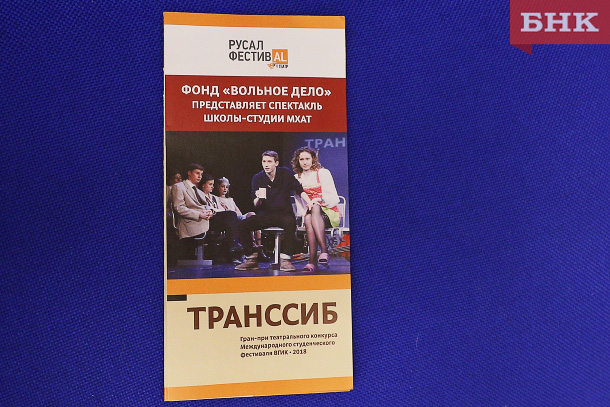 БНК
РУСАЛ
ФЕСТИВAL
ФОНД «ВОЛЬНОЕ ДЕЛО»
ПРЕДСТАВЛЯЕТ СПЕКТАКЛЬ
ШКОЛЫ-СТУДИИ МХАТ
ТРАН
ТРАНССИБ
Гран-при театрального конкурса
Международного студенческого
фестиваля ВГИК - 2018